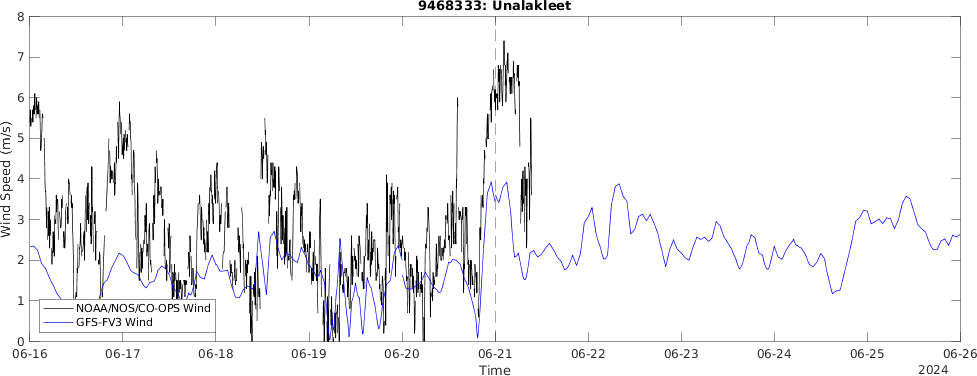 9468333: Unalakleet
Wind Speed (m/s)
8
7
6
5
4
3
2
1
0
NOAA/NOS/CO-OPS Wind
GFS-FV3 Wind
06-16 06-17 06-18 06-19 06-20 06-21 06-22 06-23 06-24 06-25 06-26
Time
2024